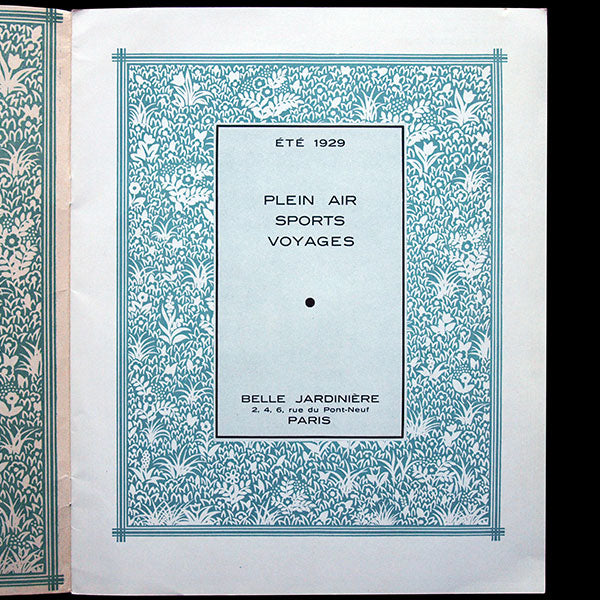 ÉTÉ 1929
PLEIN AIR
SPORTS
VOYAGES
BELLE JARDINIÈRE
2, 4, 6, rue du Pont-Neuf
PARIS